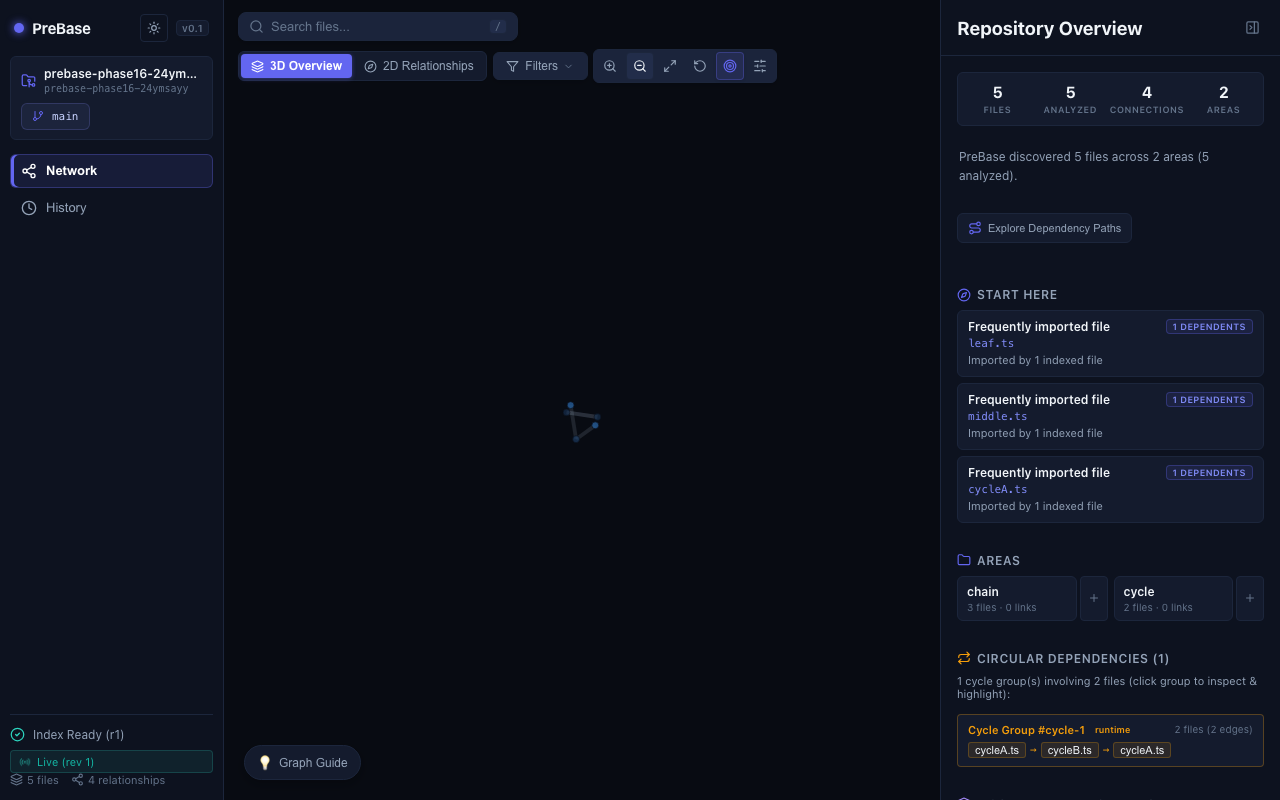 PreBase
v0.1
prebase-phase16-24ym...
prebase-phase16-24ymsayy
main
Network
History
Index Ready (r1)
Live (rev 1)
5 files
4 relationships
Search files...
/
3D Overview
2D Relationships
Filters
Graph Guide
Repository Overview
5
FILES
5
ANALYZED
4
CONNECTIONS
2
AREAS
PreBase discovered 5 files across 2 areas (5
analyzed).
Explore Dependency Paths
START HERE
Frequently imported file
1 DEPENDENTS
leaf.ts
Imported by 1 indexed file
Frequently imported file
1 DEPENDENTS
middle.ts
Imported by 1 indexed file
Frequently imported file
1 DEPENDENTS
cycleA.ts
Imported by 1 indexed file
AREAS
chain
3 files · 0 links
+
cycle
2 files · 0 links
+
CIRCULAR DEPENDENCIES (1)
1 cycle group(s) involving 2 files (click group to inspect &
highlight):
Cycle Group #cycle-1 runtime
2 files (2 edges)
cycleA.ts → cycleB.ts → cycleA.ts